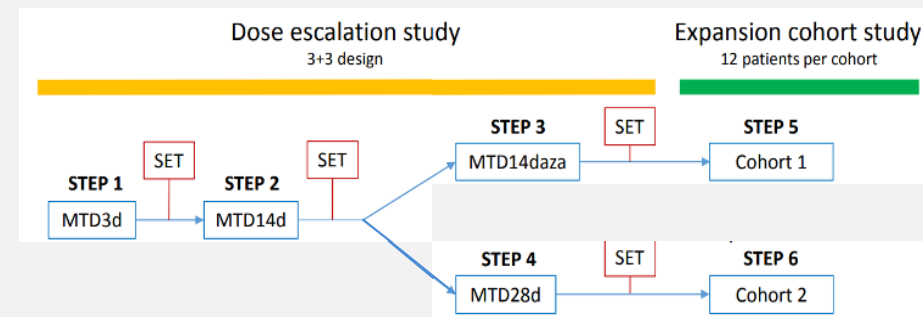 Dose escalation study
3+3 design
Expansion cohort study
12 patients per cohort
STEP 1
MTD3d
SET
STEP 2
MTD14d
SET
STEP 3
MTD14daza
SET
STEP 5
Cohort 1
STEP 4
MTD28d
SET
STEP 6
Cohort 2